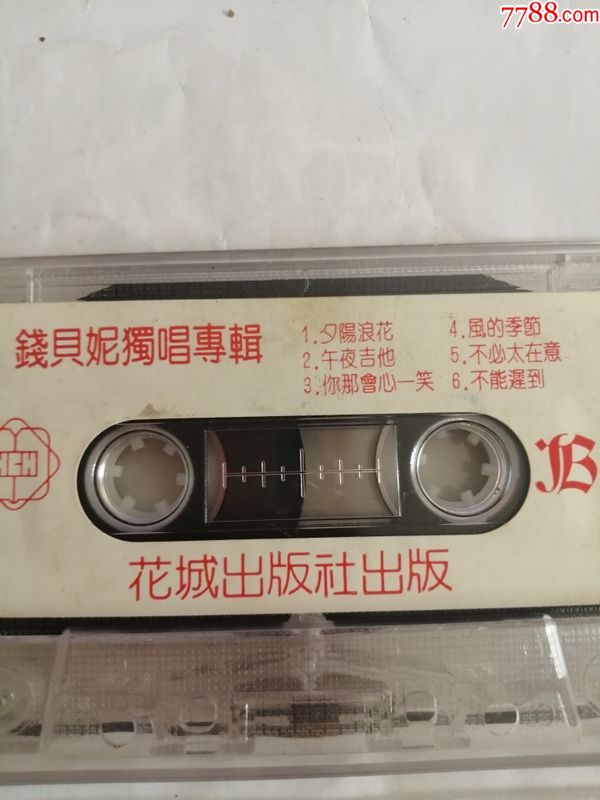 7788.com
錢貝妮獨唱專輯
1.夕陽浪花
2.午夜吉他
3.你那會心一笑
4.風的季節
5.不必太在意
6.不能遲到
B
花城出版社出版